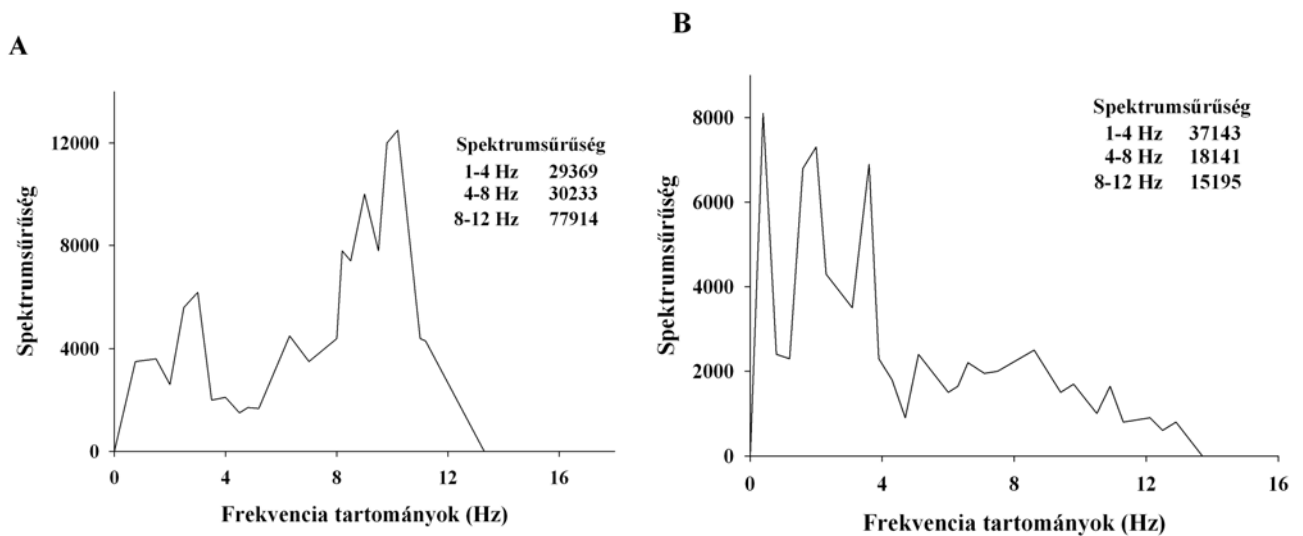 A
Spektrumsűrűség
12000
8000
4000
0
0 4 8 12 16
Frekvencia tartományok (Hz)
Spektrumsűrűség
1-4 Hz 29369
4-8 Hz 30233
8-12 Hz 77914
B
Spektrumsűrűség
8000
6000
4000
2000
0
0 4 8 12 16
Frekvencia tartományok (Hz)
Spektrumsűrűség
1-4 Hz 37143
4-8 Hz 18141
8-12 Hz 15195